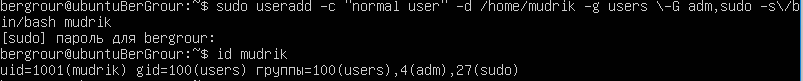 bergrour@ubuntuBerGrour:~$ sudo useradd -c "normal user" -d /home/mudrik -g users \-G adm,sudo -s\/b
in/bash mudrik
[sudo] пароль для bergrour:
bergrour@ubuntuBerGrour:~$ id mudrik
uid=1001(mudrik) gid=100(users) группы=100(users),4(adm),27(sudo)